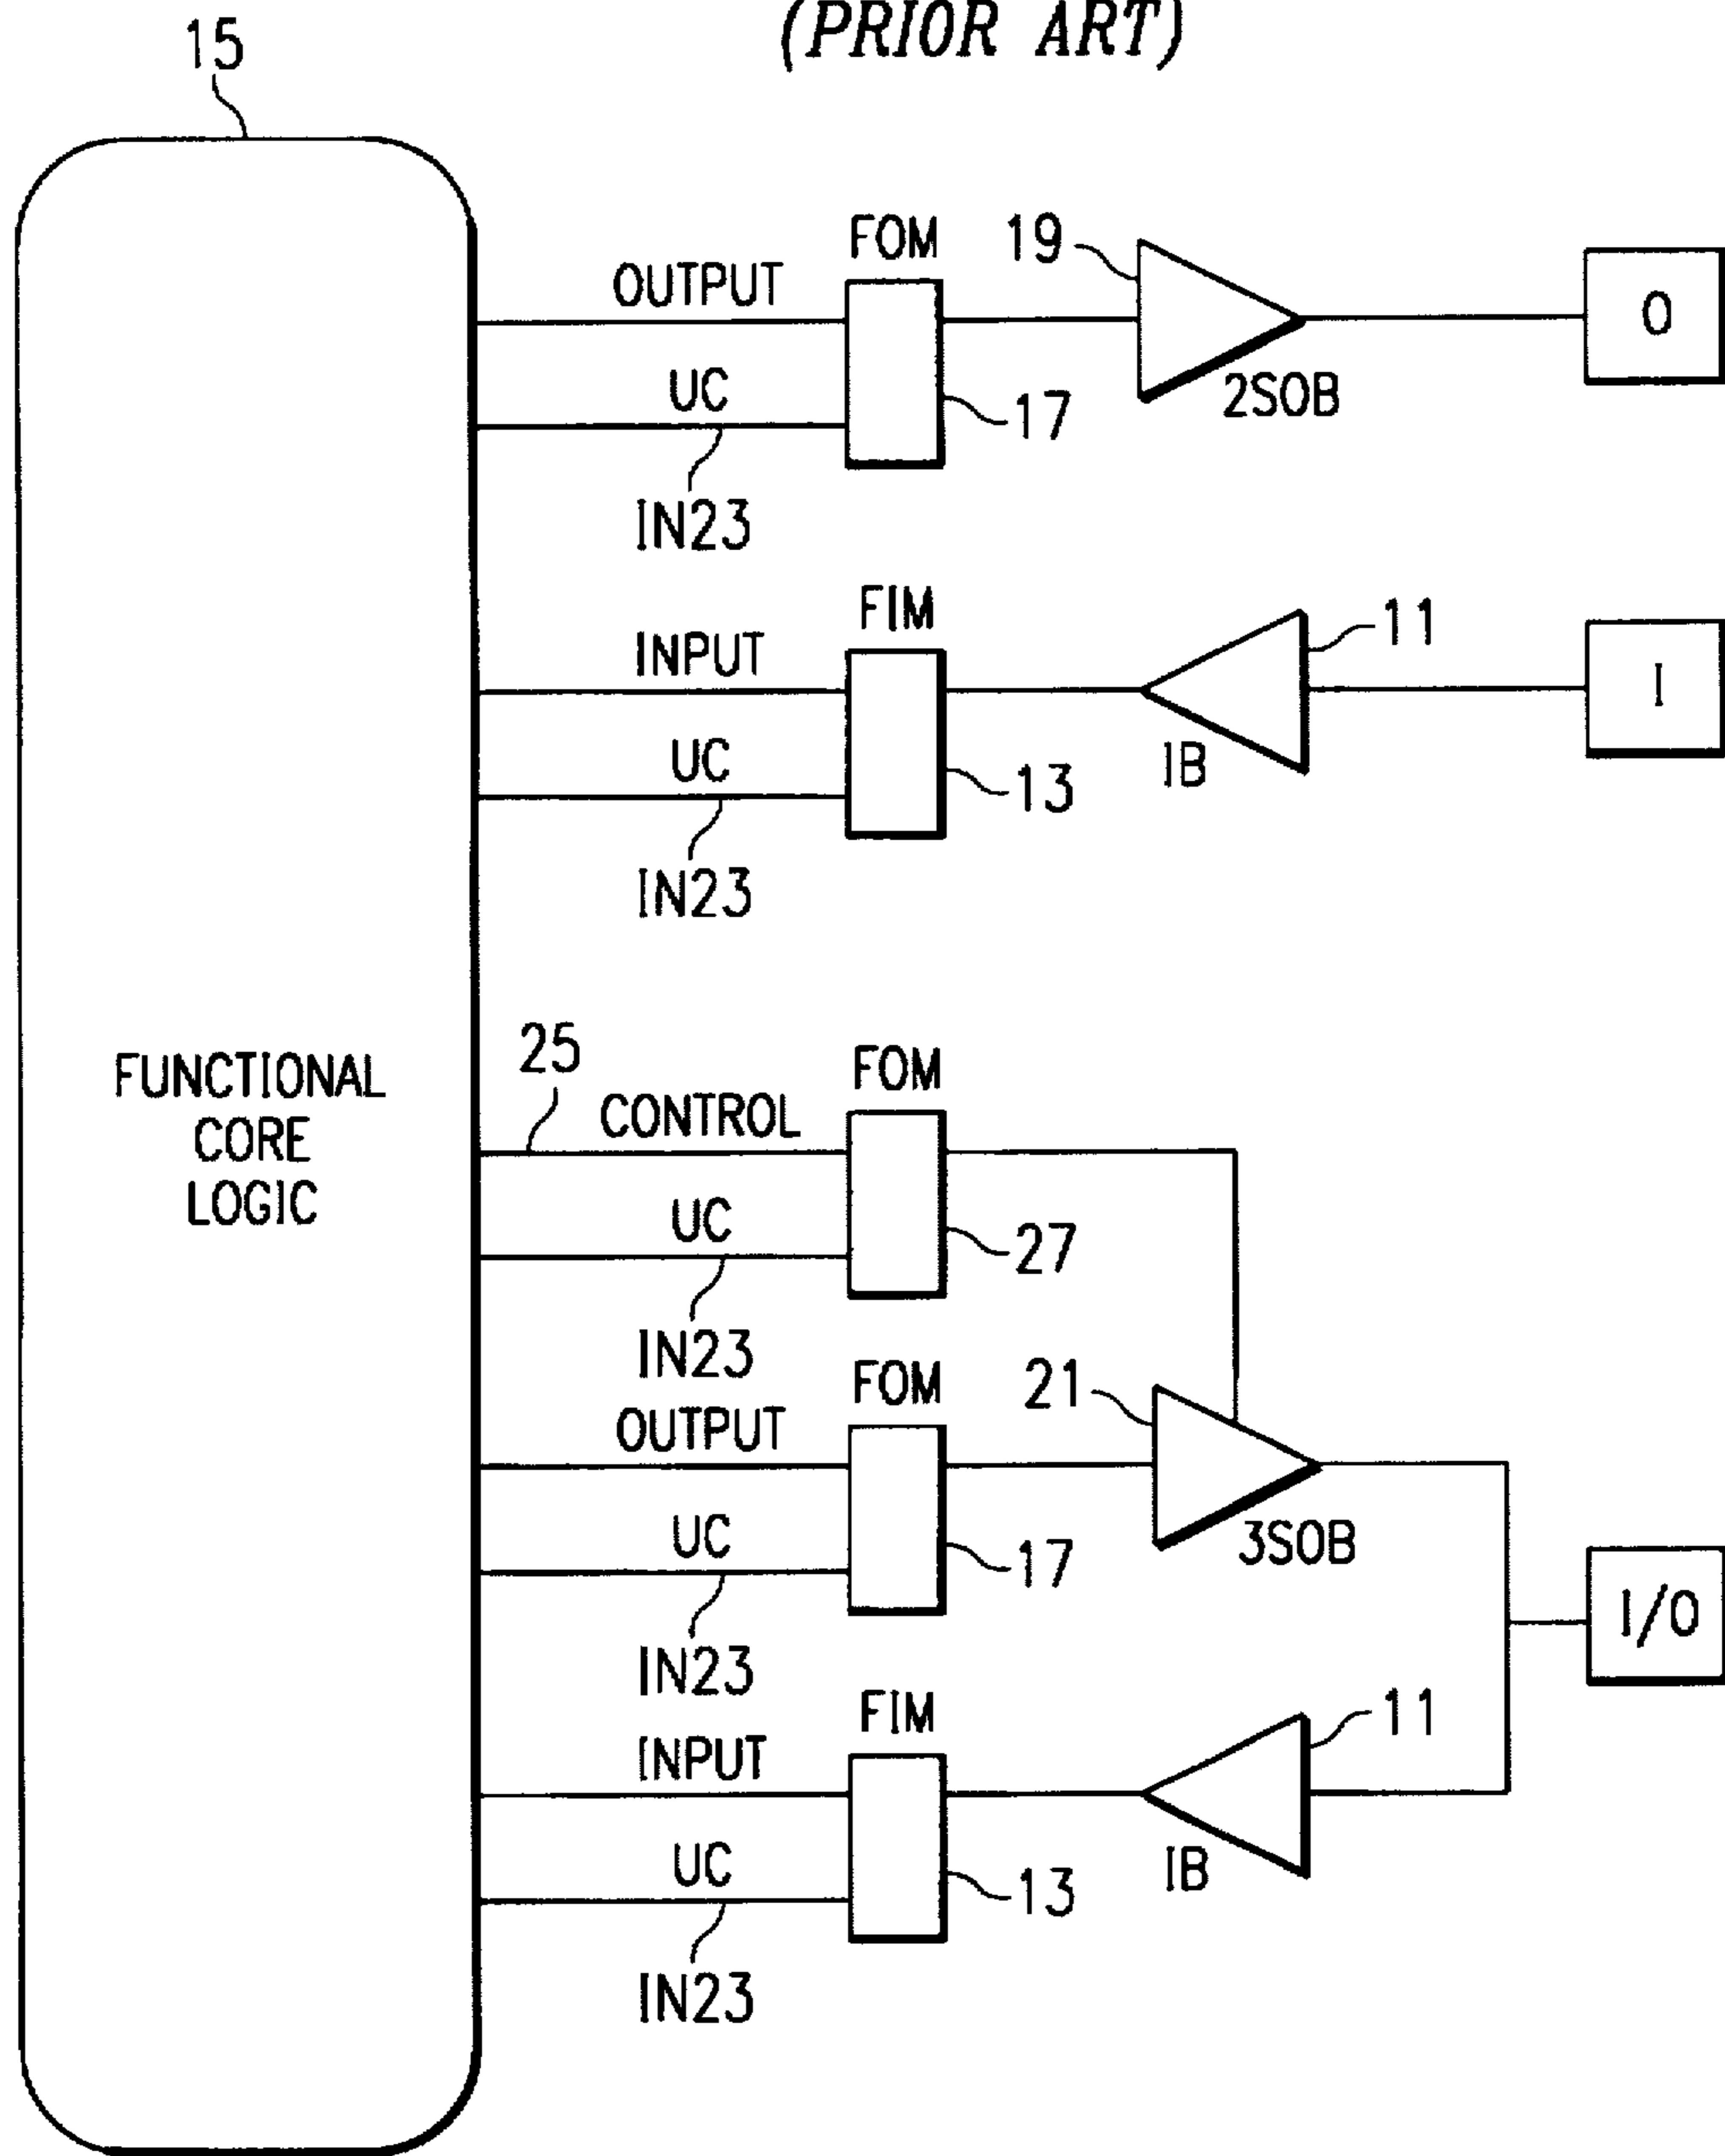 (PRIOR ART)
15
FUNCTIONAL
CORE
LOGIC
OUTPUT
UC
IN23
FOM
17
19
2SOB
O
INPUT
UC
IN23
FIM
13
11
IB
I
25
CONTROL
UC
IN23
FOM
27
OUTPUT
UC
IN23
FOM
17
21
3SOB
I/O
INPUT
UC
IN23
FIM
13
11
IB